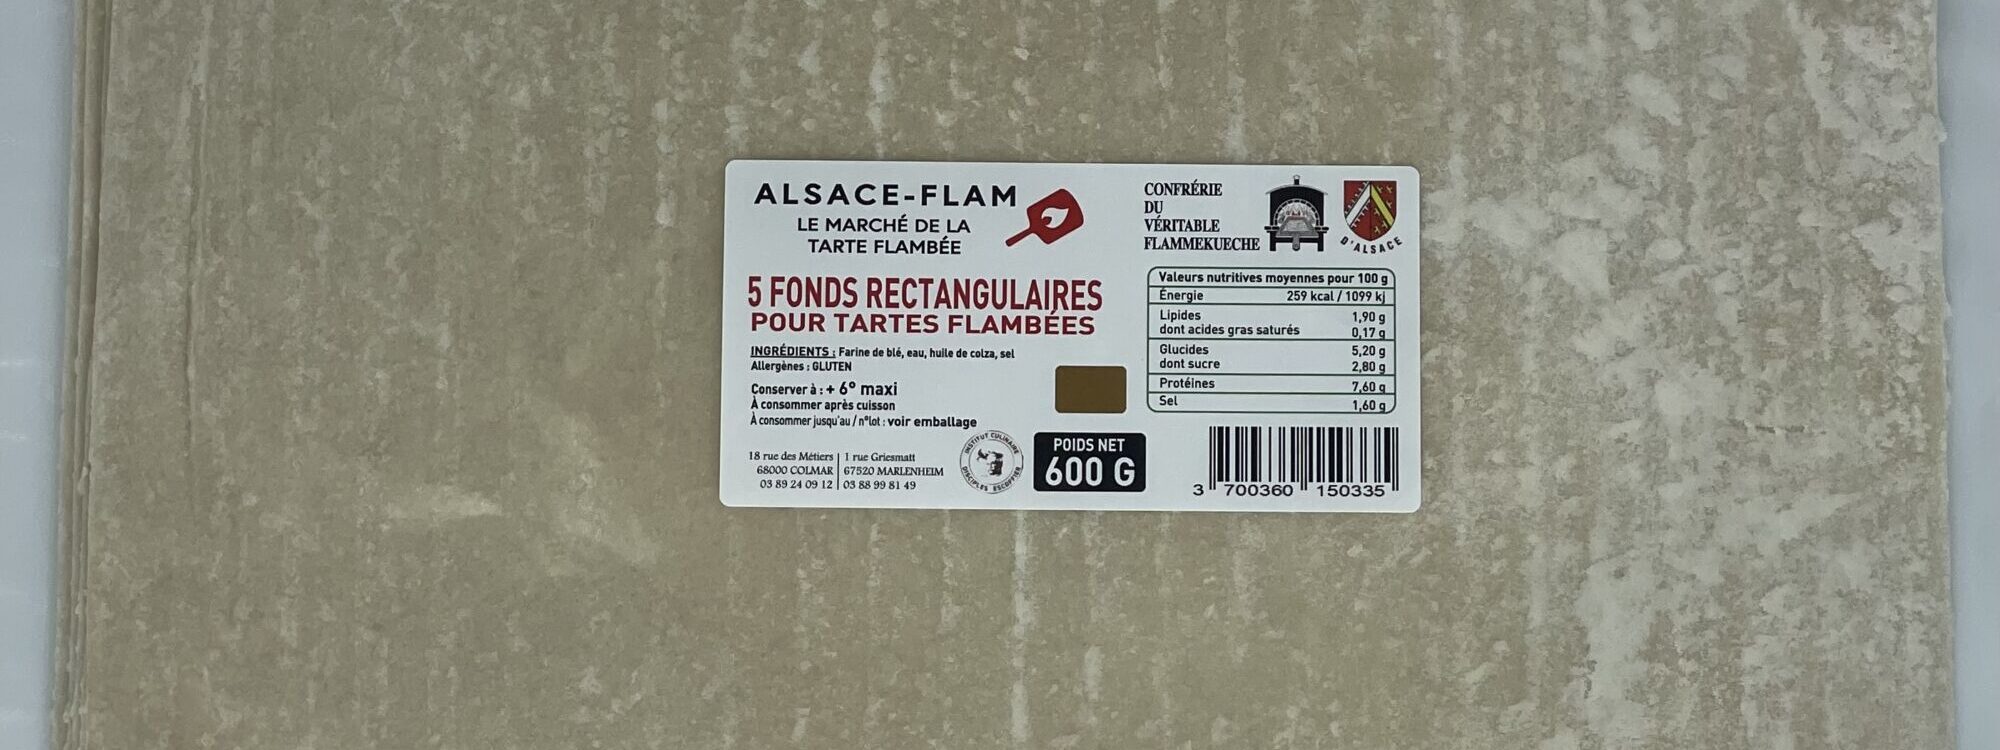 ALSACE-FLAM
LE MARCHÉ DE LA
TARTE FLAMBÉE
CONFRÉRIE
DU
VÉRITABLE
FLAMMEKUECHE
D'ALSACE
5 FONDS RECTANGULAIRES
POUR TARTES FLAMBÉES
INGRÉDIENTS : Farine de blé, eau, huile de colza, sel
Allergènes : GLUTEN
Conserver à : + 6° maxi
À consommer après cuisson
À consommer jusqu'au / n°lot : voir emballage
18 rue des Métiers | 1 rue Griesmatt
68000 COLMAR | 67520 MARLENHEIM
03 89 24 09 12 | 03 88 99 81 49
INSTITUT CULINAIRE
DISCIPLES ESCOFFIER
POIDS NET
600 G
Valeurs nutritives moyennes pour 100 g
Énergie 259 kcal / 1099 kj
Lipides 1,90 g
dont acides gras saturés 0,17 g
Glucides 5,20 g
dont sucre 2,80 g
Protéines 7,60 g
Sel 1,60 g
3 700360 150335